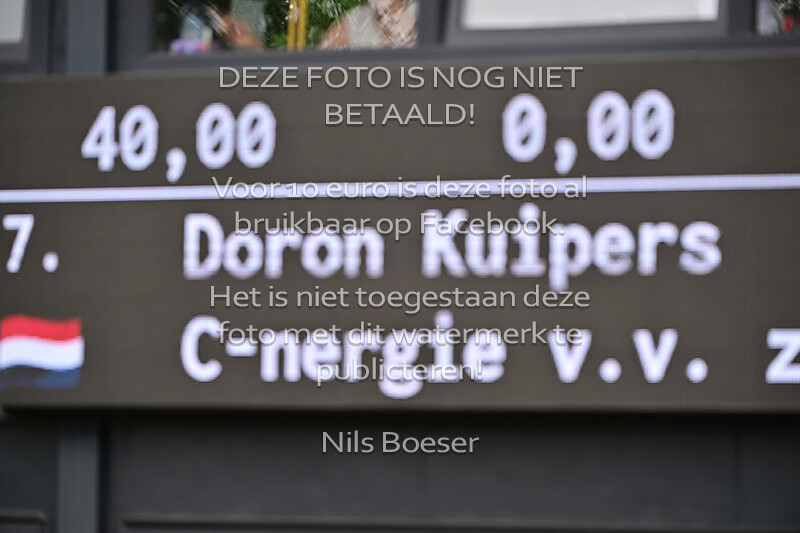 DEZE FOTO IS NOG NIET
BETAALD!
40,00 0,00
Voor 10 euro is deze foto al
bruikbaar op Facebook.
7. Doron Kuipers
Het is niet toegestaan deze
foto met dit watermerk te
C-nergie v.v. z
publiceren!
Nils Boeser